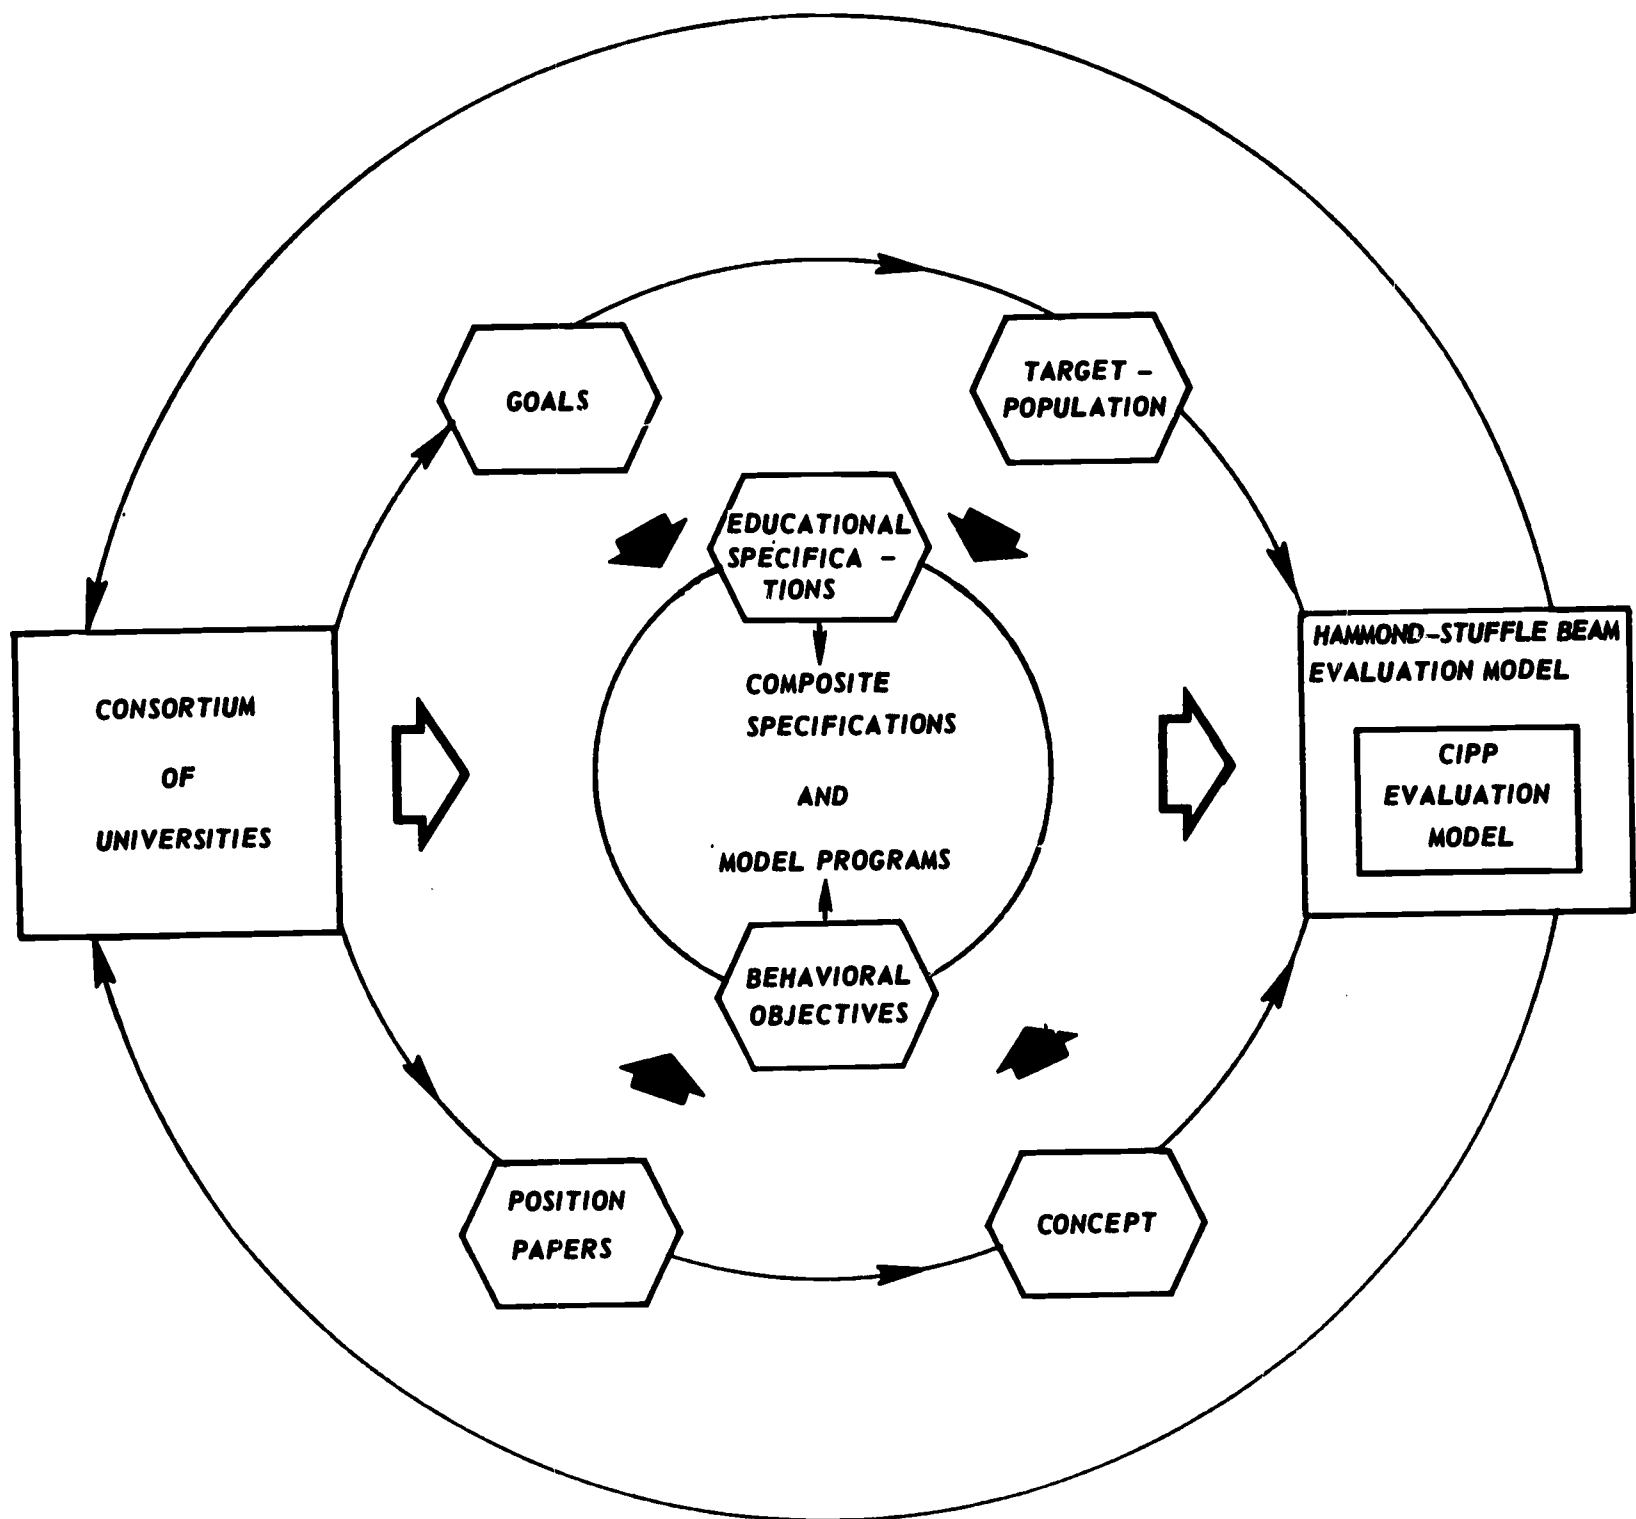 GOALS
TARGET -
POPULATION
EDUCATIONAL
SPECIFICA -
TIONS
CONSORTIUM
OF
UNIVERSITIES
COMPOSITE
SPECIFICATIONS
AND
MODEL PROGRAMS
HAMMOND-STUFFLE BEAM
EVALUATION MODEL
CIPP
EVALUATION
MODEL
BEHAVIORAL
OBJECTIVES
POSITION
PAPERS
CONCEPT